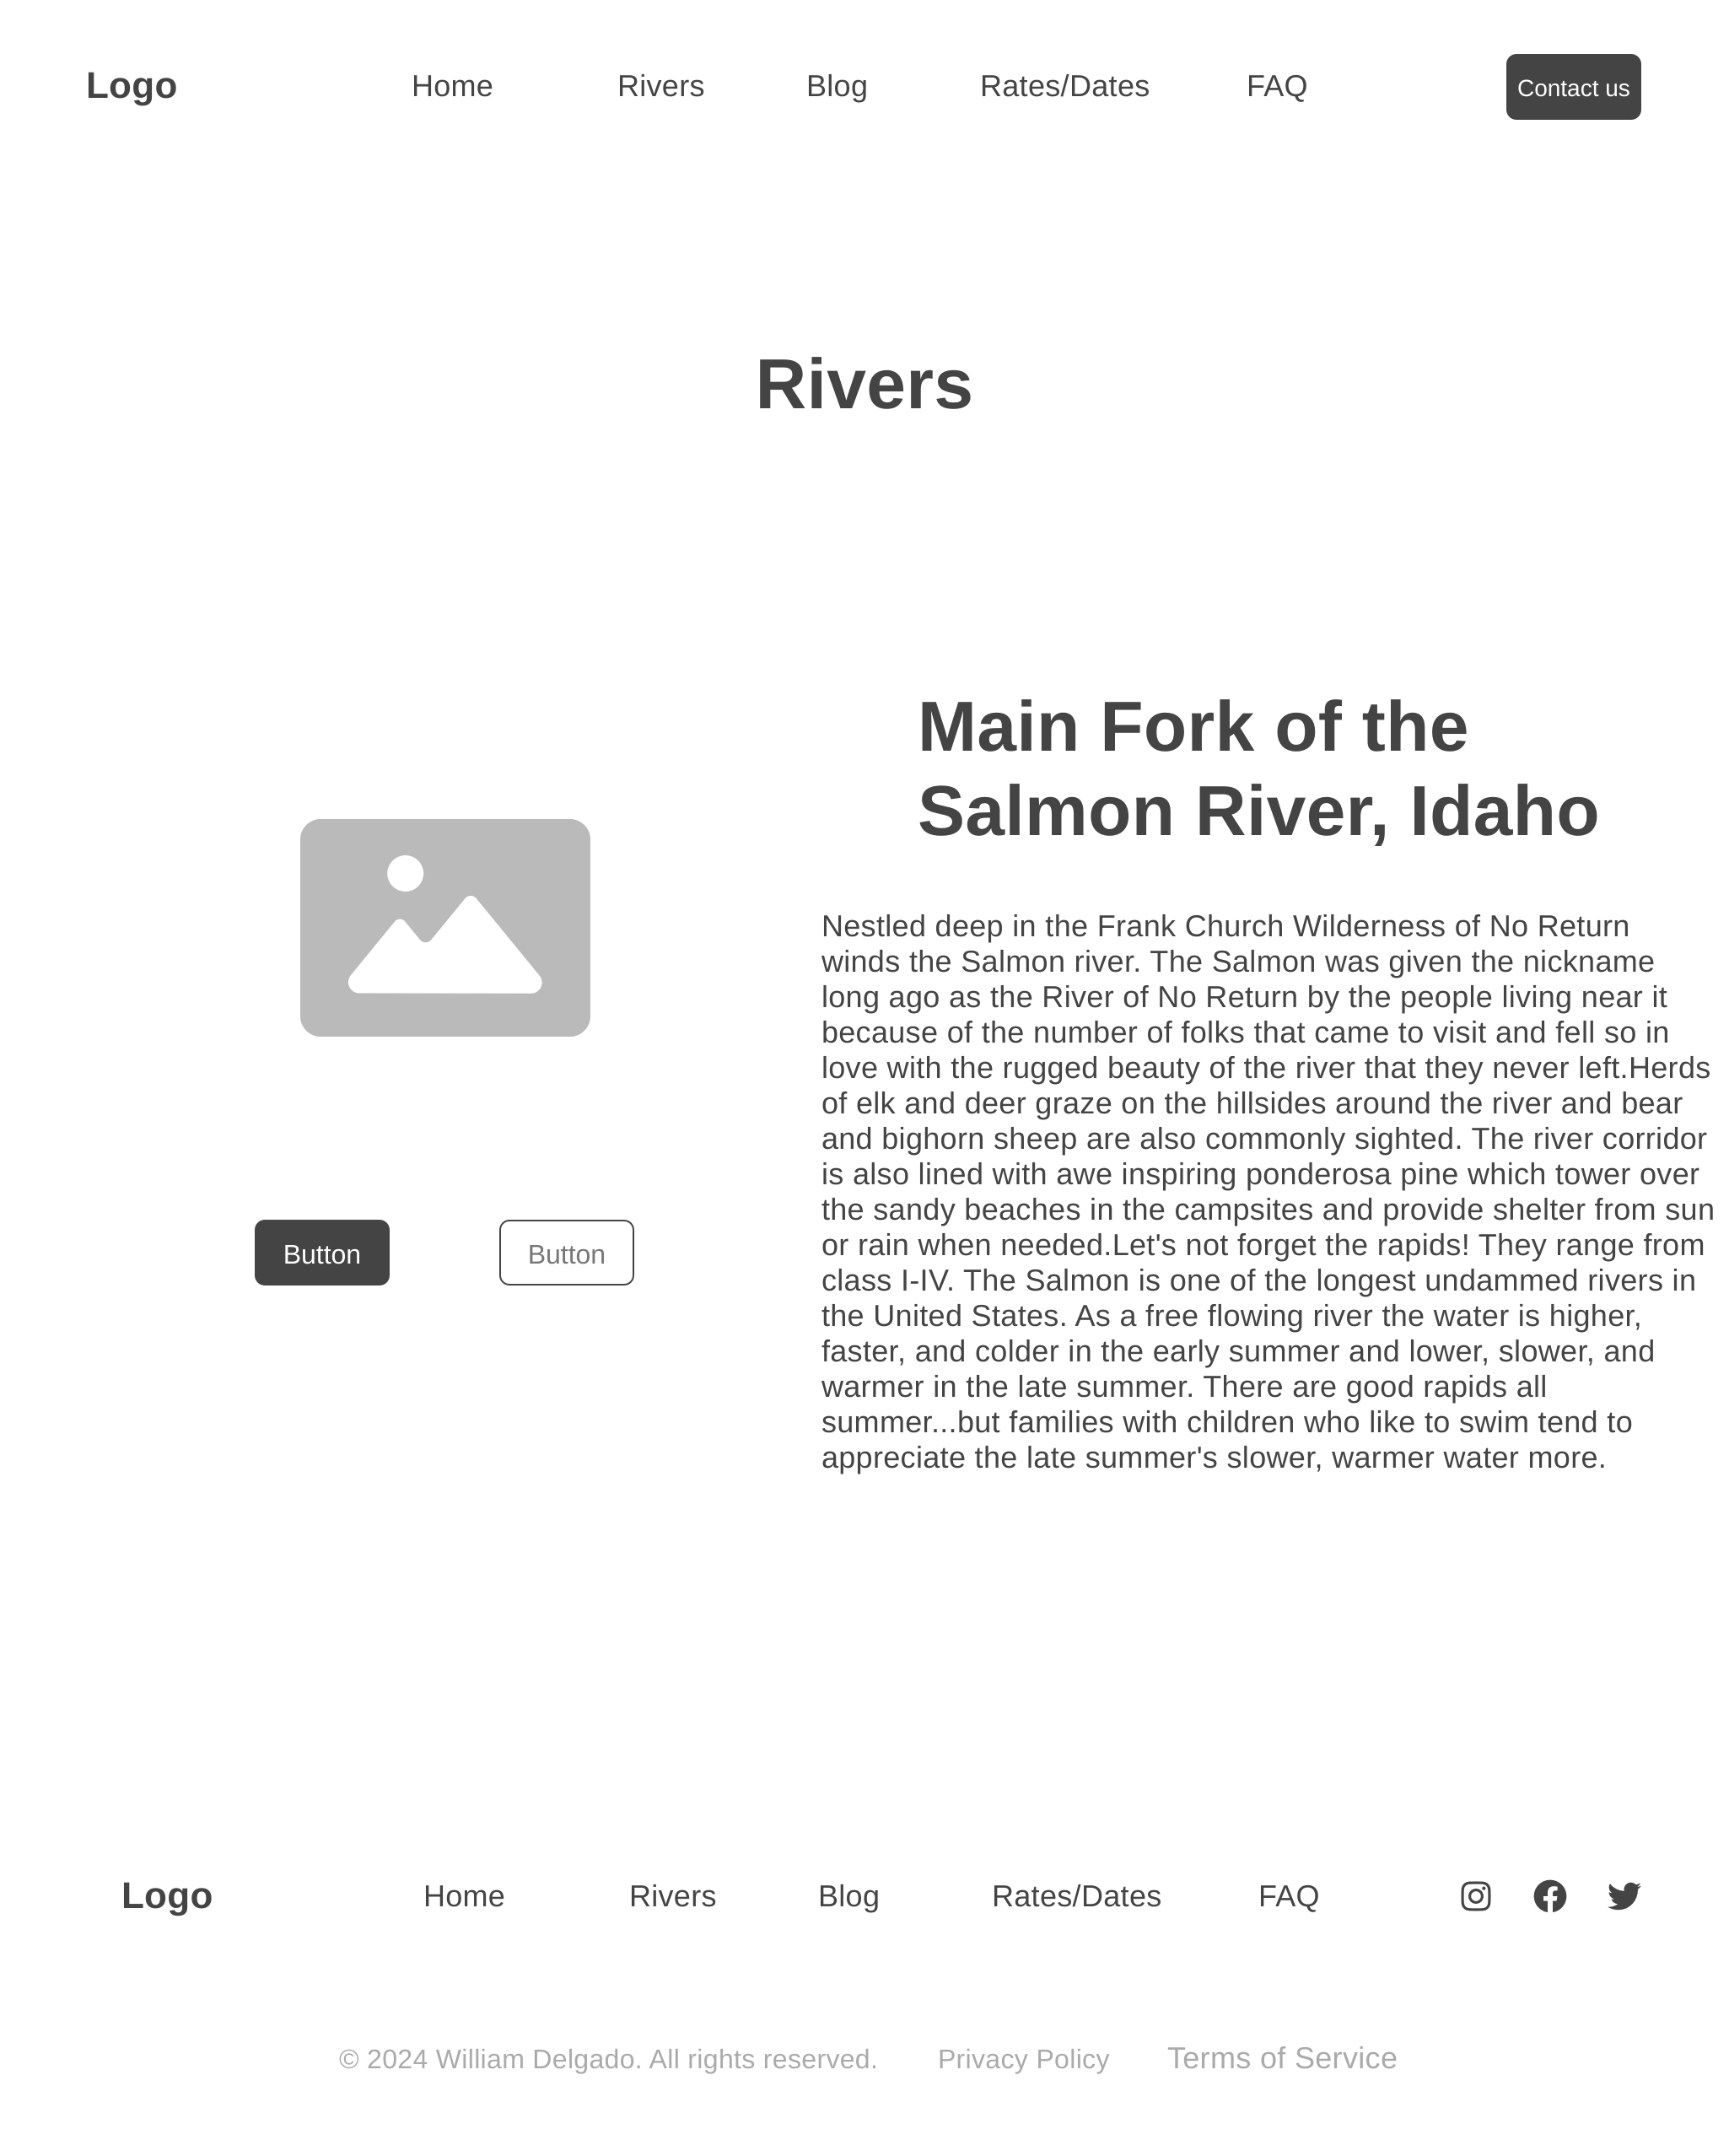 Logo
Home
Rivers
Blog
Rates/Dates
FAQ
Contact us
Rivers
Main Fork of the
Salmon River, Idaho
Nestled deep in the Frank Church Wilderness of No Return
winds the Salmon river. The Salmon was given the nickname
long ago as the River of No Return by the people living near it
because of the number of folks that came to visit and fell so in
love with the rugged beauty of the river that they never left.Herds
of elk and deer graze on the hillsides around the river and bear
and bighorn sheep are also commonly sighted. The river corridor
is also lined with awe inspiring ponderosa pine which tower over
the sandy beaches in the campsites and provide shelter from sun
or rain when needed.Let's not forget the rapids! They range from
class I-IV. The Salmon is one of the longest undammed rivers in
the United States. As a free flowing river the water is higher,
faster, and colder in the early summer and lower, slower, and
warmer in the late summer. There are good rapids all
summer...but families with children who like to swim tend to
appreciate the late summer's slower, warmer water more.
Button
Button
Logo
Home
Rivers
Blog
Rates/Dates
FAQ
© 2024 William Delgado. All rights reserved.
Privacy Policy
Terms of Service